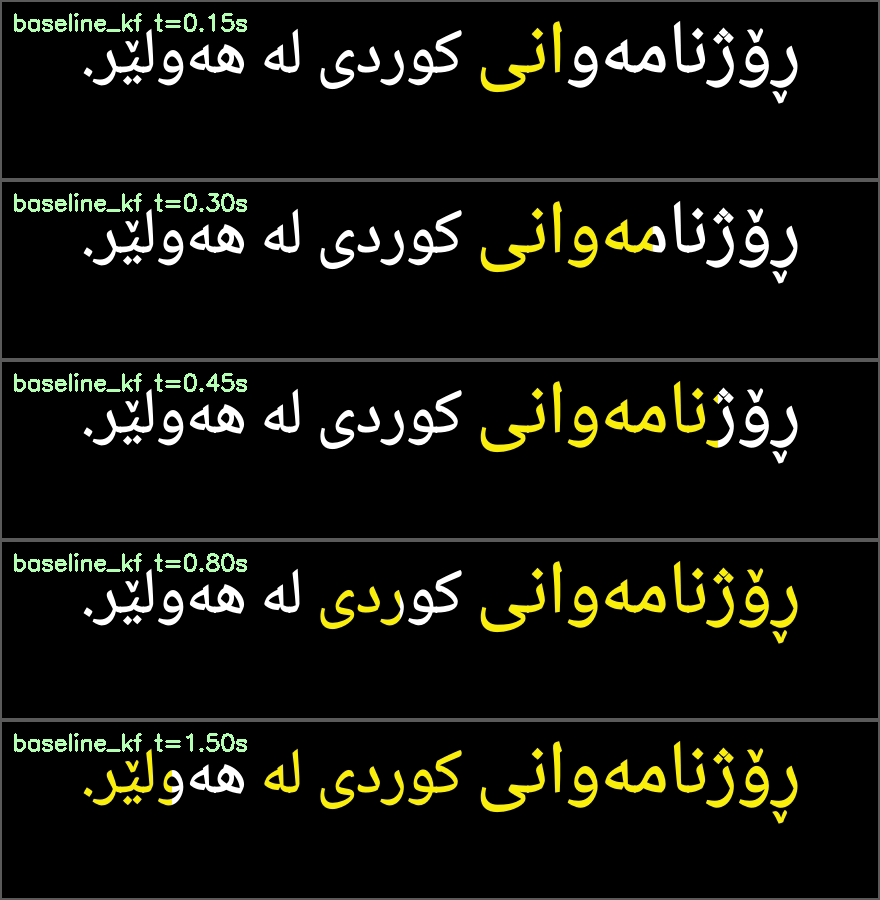 baseline_kf t=0.15s
ڕۆژنامەوانی کوردی لە هەولێر.
baseline_kf t=0.30s
ڕۆژنامەوانی کوردی لە هەولێر.
baseline_kf t=0.45s
ڕۆژنامەوانی کوردی لە هەولێر.
baseline_kf t=0.80s
ڕۆژنامەوانی کوردی لە هەولێر.
baseline_kf t=1.50s
ڕۆژنامەوانی کوردی لە هەولێر.